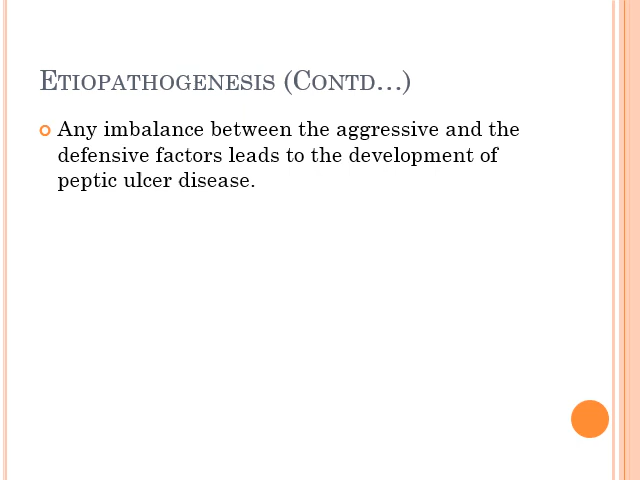 Etiopathogenesis (Contd…)
Any imbalance between the aggressive and the
defensive factors leads to the development of
peptic ulcer disease.